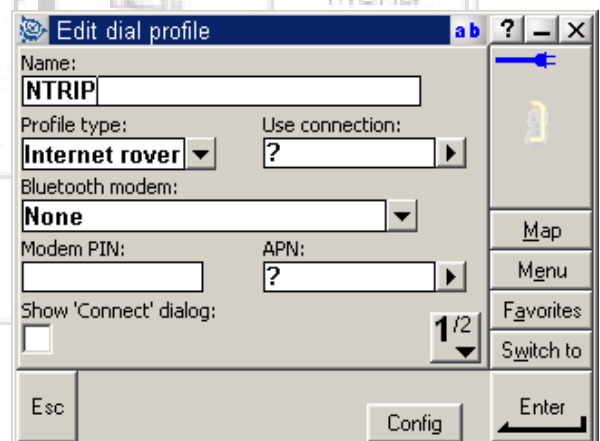 Edit dial profile ab ? – X
Name:
NTRIP
Profile type: Use connection:
Internet rover ?
Bluetooth modem:
None
Modem PIN: APN:
?
Show 'Connect' dialog:
1/2
Map
Menu
Favorites
Switch to
Esc Config Enter